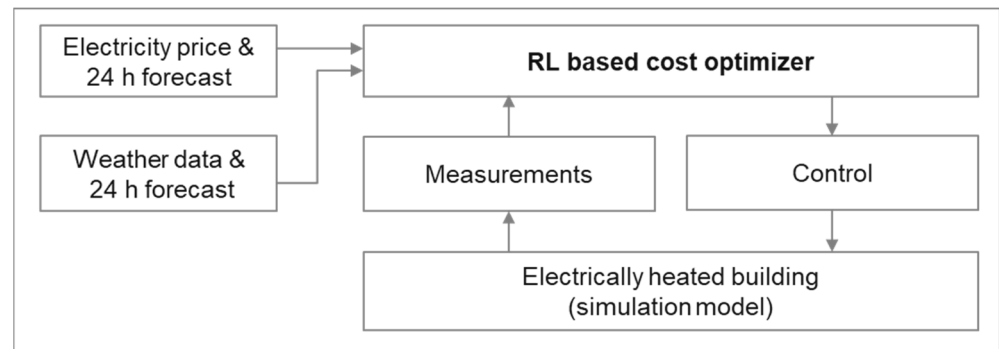 Electricity price &
24 h forecast
RL based cost optimizer
Weather data &
24 h forecast
Measurements
Control
Electrically heated building
(simulation model)